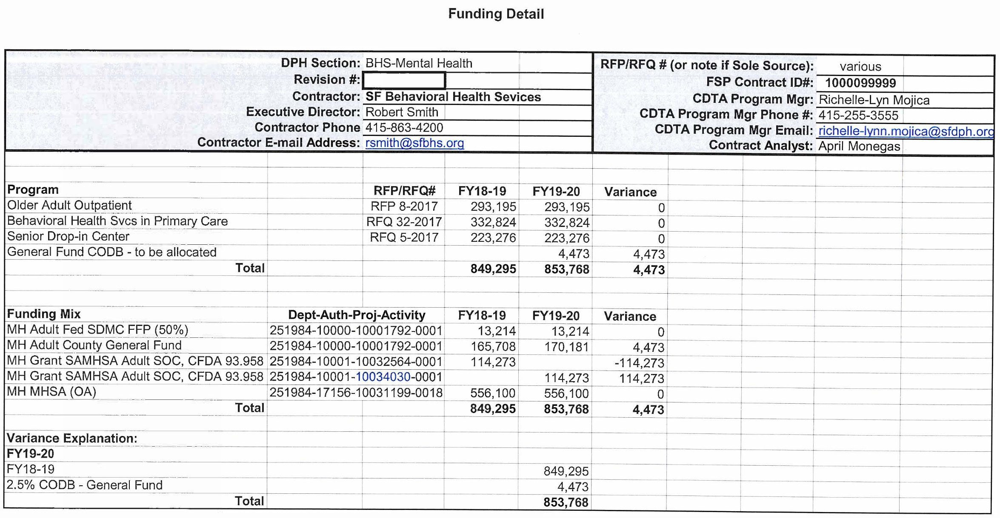 Funding Detail
DPH Section: BHS-Mental Health
Revision #:
Contractor: SF Behavioral Health Sevices
Executive Director: Robert Smith
Contractor Phone 415-863-4200
Contractor E-mail Address: rsmith@sfbhs.org
RFP/RFQ # (or note if Sole Source): various
FSP Contract ID#: 1000099999
CDTA Program Mgr: Richelle-Lyn Mojica
CDTA Program Mgr Phone #: 415-255-3555
CDTA Program Mgr Email: richelle-lynn.mojica@sfdph.org
Contract Analyst: April Monegas
Program RFP/RFQ# FY18-19 FY19-20 Variance
Older Adult Outpatient RFP 8-2017 293,195 293,195 0
Behavioral Health Svcs in Primary Care RFQ 32-2017 332,824 332,824 0
Senior Drop-in Center RFQ 5-2017 223,276 223,276 0
General Fund CODB - to be allocated 4,473 4,473
Total 849,295 853,768 4,473
Funding Mix Dept-Auth-Proj-Activity FY18-19 FY19-20 Variance
MH Adult Fed SDMC FFP (50%) 251984-10000-10001792-0001 13,214 13,214 0
MH Adult County General Fund 251984-10000-10001792-0001 165,708 170,181 4,473
MH Grant SAMHSA Adult SOC, CFDA 93.958 251984-10001-10032564-0001 114,273 -114,273
MH Grant SAMHSA Adult SOC, CFDA 93.958 251984-10001-10034030-0001 114,273 114,273
MH MHSA (OA) 251984-17156-10031199-0018 556,100 556,100 0
Total 849,295 853,768 4,473
Variance Explanation:
FY19-20
FY18-19 849,295
2.5% CODB - General Fund 4,473
Total 853,768